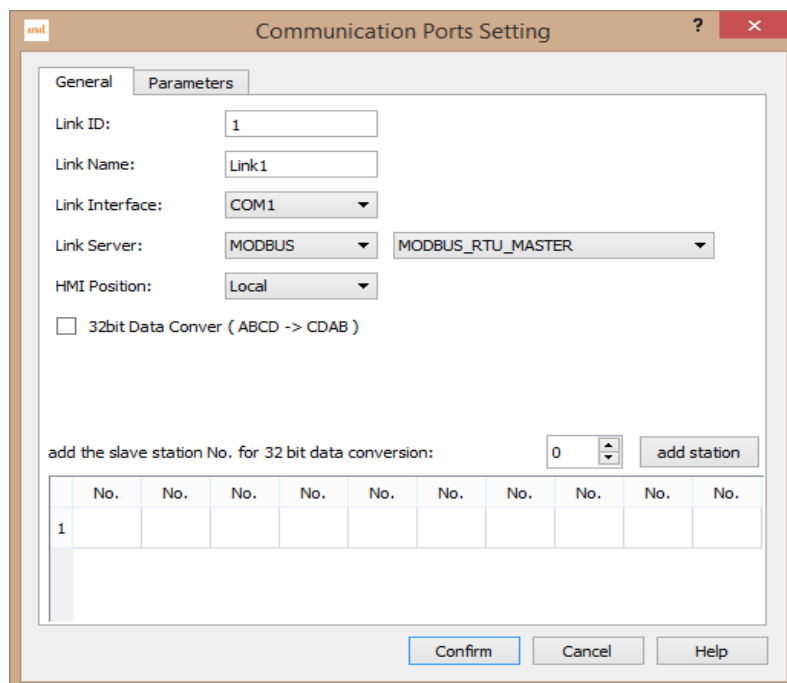 Communication Ports Setting ? ×
General Parameters
Link ID: 1
Link Name: Link1
Link Interface: COM1
Link Server: MODBUS MODBUS_RTU_MASTER
HMI Position: Local
32bit Data Conver ( ABCD -> CDAB )
add the slave station No. for 32 bit data conversion: 0 add station
No. No. No. No. No. No. No. No. No. No.
1
Confirm Cancel Help